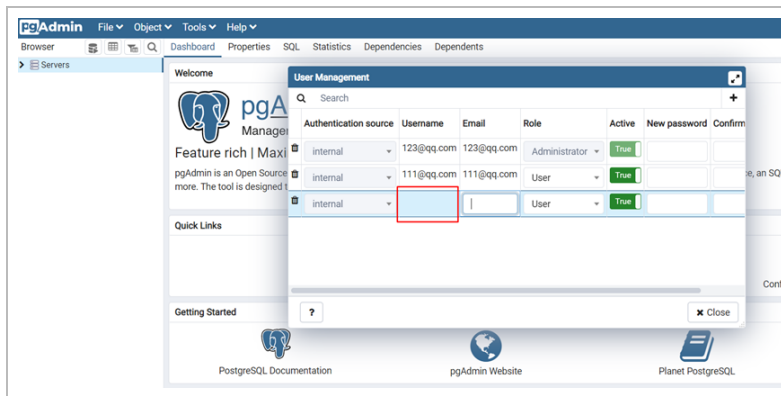 pgAdmin File Object Tools Help
Browser Dashboard Properties SQL Statistics Dependencies Dependents
Servers
Welcome
pgA
Manage
Feature rich | Maxi
pgAdmin is an Open Source
more. The tool is designed t
e, an SQ
User Management
Search
Authentication source Username Email Role Active New password Confirm
internal 123@qq.com 123@qq.com Administrator True
internal 111@qq.com 111@qq.com User True
internal User True
? Close
Quick Links
Conf
Getting Started
PostgreSQL Documentation pgAdmin Website Planet PostgreSQL